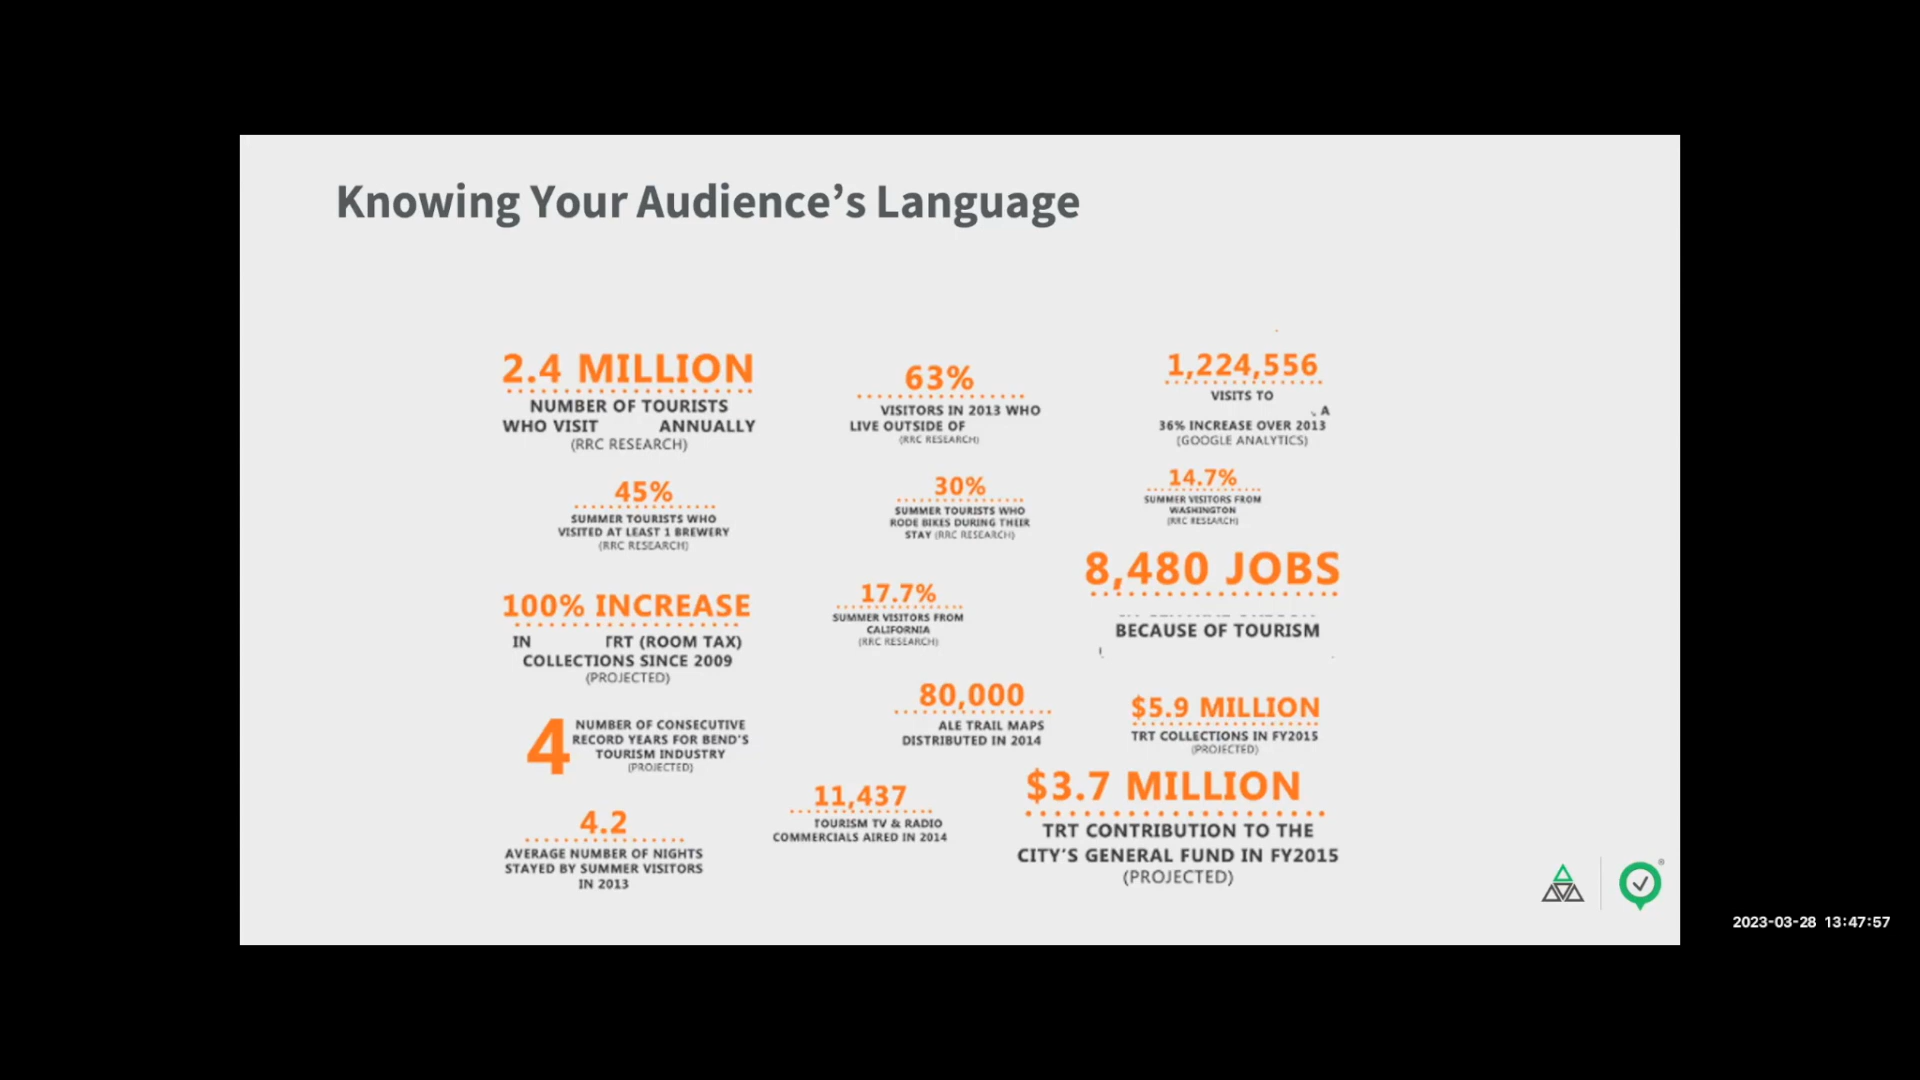 Knowing Your Audience's Language
2.4 MILLION
NUMBER OF TOURISTS
WHO VISIT ANNUALLY
(RRC RESEARCH)
63%
VISITORS IN 2013 WHO
LIVE OUTSIDE OF
(RRC RESEARCH)
1,224,556
VISITS TO
A
36% INCREASE OVER 2013
(GOOGLE ANALYTICS)
45%
SUMMER TOURISTS WHO
VISITED AT LEAST 1 BREWERY
(RRC RESEARCH)
30%
SUMMER TOURISTS WHO
RODE BIKES DURING THEIR
STAY (RRC RESEARCH)
14.7%
SUMMER VISITORS FROM
WASHINGTON
(RRC RESEARCH)
100% INCREASE
IN TRT (ROOM TAX)
COLLECTIONS SINCE 2009
(PROJECTED)
17.7%
SUMMER VISITORS FROM
CALIFORNIA
(RRC RESEARCH)
8,480 JOBS
BECAUSE OF TOURISM
4
NUMBER OF CONSECUTIVE
RECORD YEARS FOR BEND'S
TOURISM INDUSTRY
(PROJECTED)
80,000
ALE TRAIL MAPS
DISTRIBUTED IN 2014
$5.9 MILLION
TRT COLLECTIONS IN FY2015
(PROJECTED)
4.2
AVERAGE NUMBER OF NIGHTS
STAYED BY SUMMER VISITORS
IN 2013
11,437
TOURISM TV & RADIO
COMMERCIALS AIRED IN 2014
$3.7 MILLION
TRT CONTRIBUTION TO THE
CITY'S GENERAL FUND IN FY2015
(PROJECTED)
®
2023-03-28 13:47:57